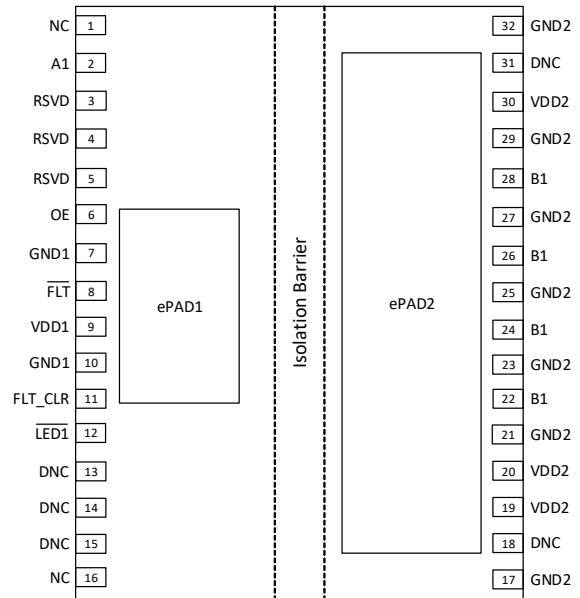 NC 1
A1 2
RSVD 3
RSVD 4
RSVD 5
OE 6
GND1 7
FLT 8
VDD1 9
GND1 10
FLT_CLR 11
LED1 12
DNC 13
DNC 14
DNC 15
NC 16
ePAD1
Isolation Barrier
ePAD2
32 GND2
31 DNC
30 VDD2
29 GND2
28 B1
27 GND2
26 B1
25 GND2
24 B1
23 GND2
22 B1
21 GND2
20 VDD2
19 VDD2
18 DNC
17 GND2